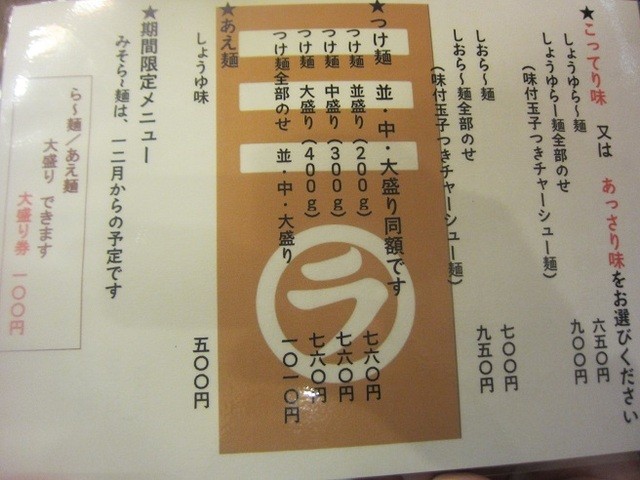 ★こってり味 又は あっさり味をお選びください
しょうゆら〜麺 六五〇円
しょうゆらー麺全部のせ 九〇〇円
(味付玉子つきチャーシュー麺)
しおら〜麺 七〇〇円
しおら〜麺全部のせ 九五〇円
(味付玉子つきチャーシュー麺)
★つけ麺 並・中・大盛り同額です
つけ麺 並盛り(200g) 七六〇円
つけ麺 中盛り(300g) 七六〇円
つけ麺 大盛り(400g) 七六〇円
つけ麺全部のせ 並・中・大盛り 一〇一〇円
★あえ麺
しょうゆ味 五〇〇円
★期間限定メニュー
みそら〜麺は、一二月からの予定です
ら〜麺/あえ麺
大盛り できます
大盛り券 一〇〇円
ラ